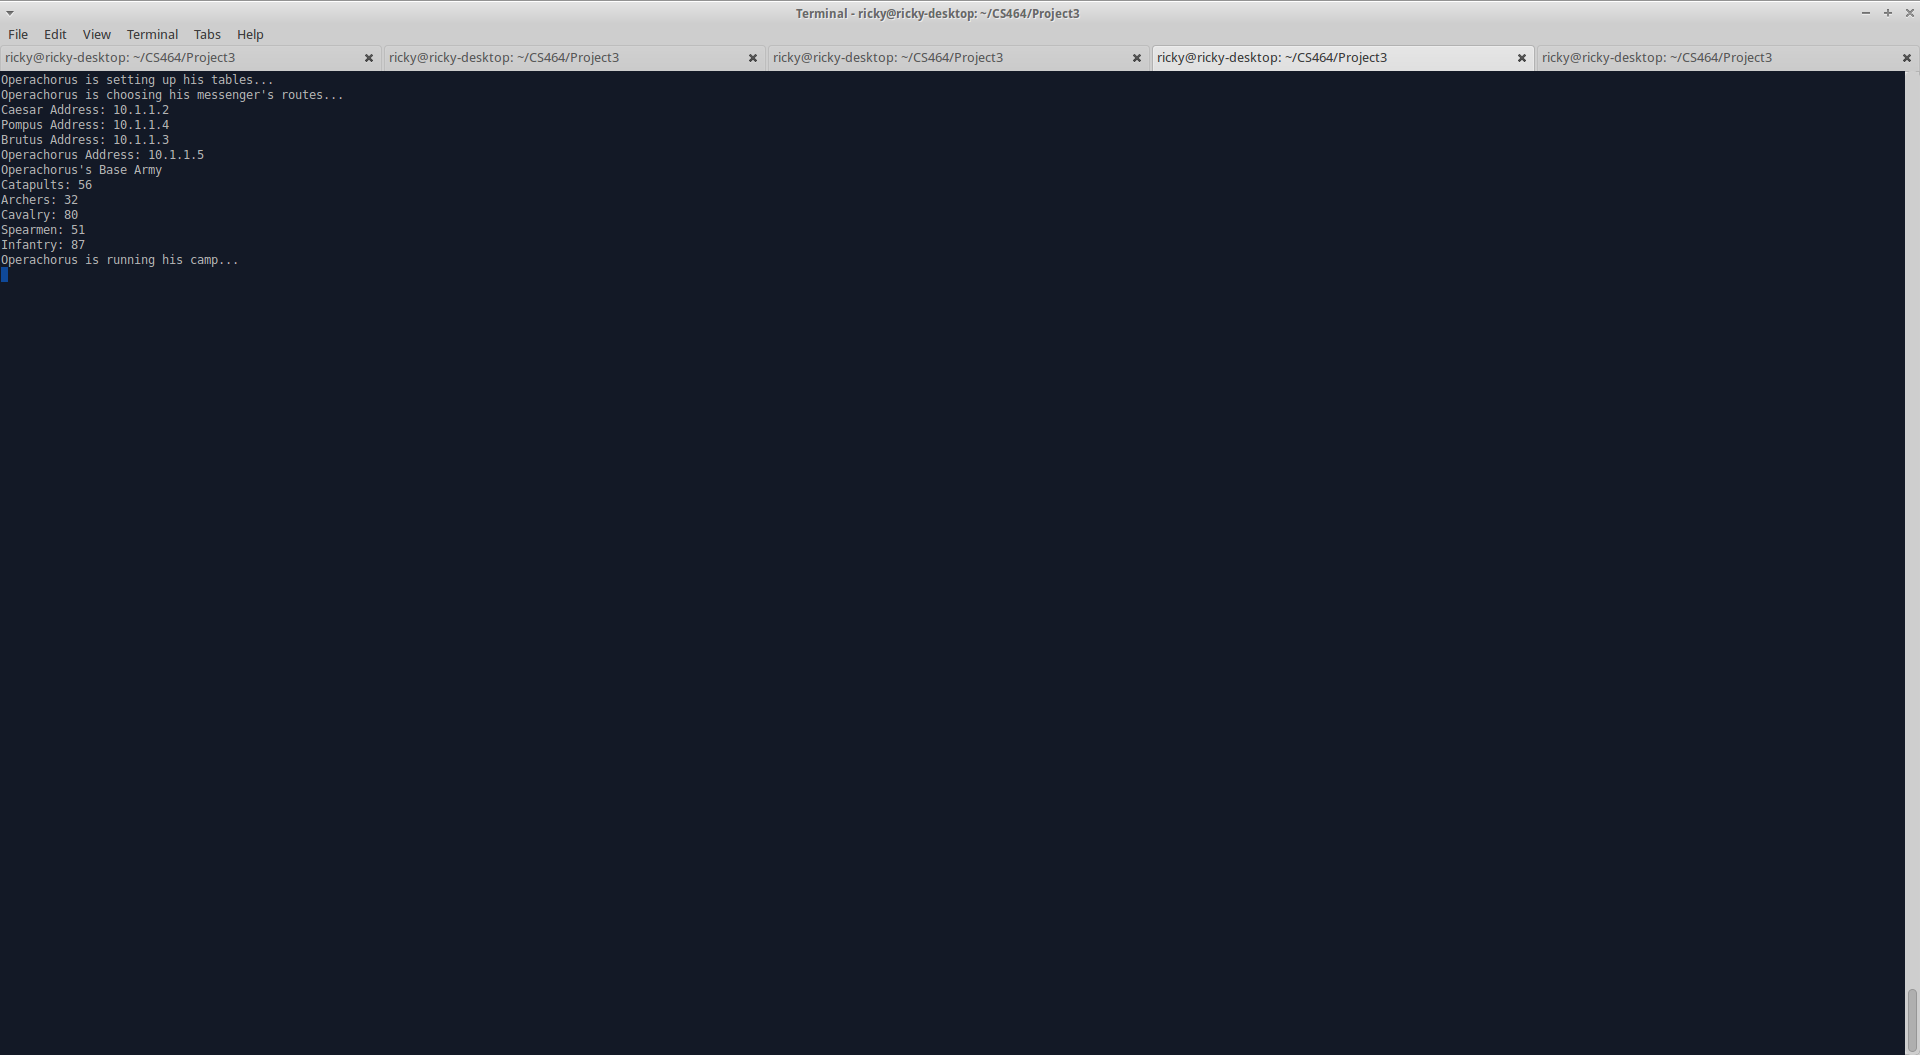 Terminal - ricky@ricky-desktop: ~/CS464/Project3
File Edit View Terminal Tabs Help
ricky@ricky-desktop: ~/CS464/Project3 ricky@ricky-desktop: ~/CS464/Project3 ricky@ricky-desktop: ~/CS464/Project3 ricky@ricky-desktop: ~/CS464/Project3 ricky@ricky-desktop: ~/CS464/Project3
Operachorus is setting up his tables...
Operachorus is choosing his messenger's routes...
Caesar Address: 10.1.1.2
Pompus Address: 10.1.1.4
Brutus Address: 10.1.1.3
Operachorus Address: 10.1.1.5
Operachorus's Base Army
Catapults: 56
Archers: 32
Cavalry: 80
Spearmen: 51
Infantry: 87
Operachorus is running his camp...